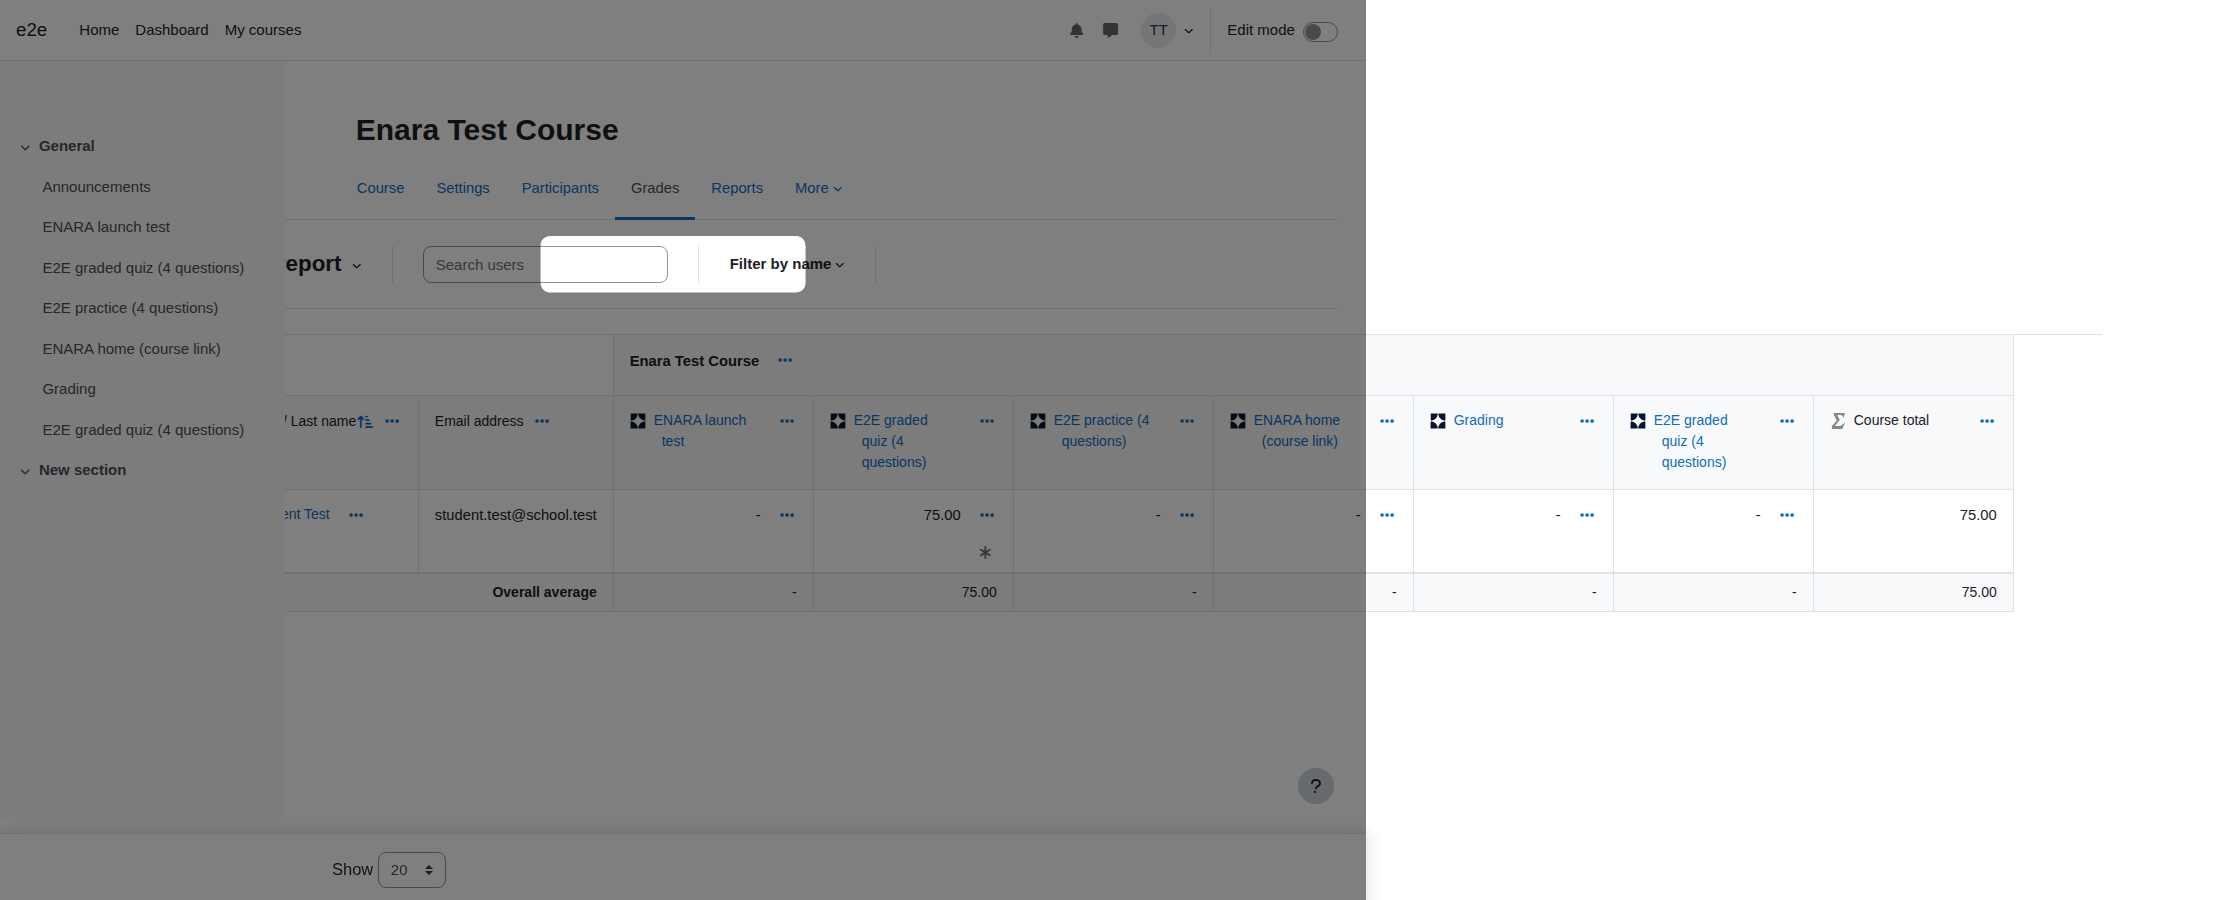 e2e Home Dashboard My courses TT Edit mode
Enara Test Course
General
Announcements
ENARA launch test
E2E graded quiz (4 questions)
E2E practice (4 questions)
ENARA home (course link)
Grading
E2E graded quiz (4 questions)
New section
Course Settings Participants Grades Reports More
eport Search users Filter by name
Enara Test Course
/ Last name Email address ENARA launch E2E graded E2E practice (4 ENARA home Grading E2E graded Course total
test quiz (4 questions) (course link) quiz (4
questions) questions)
ent Test student.test@school.test - 75.00 - - - - 75.00
Overall average - 75.00 - - - - 75.00
?
Show 20